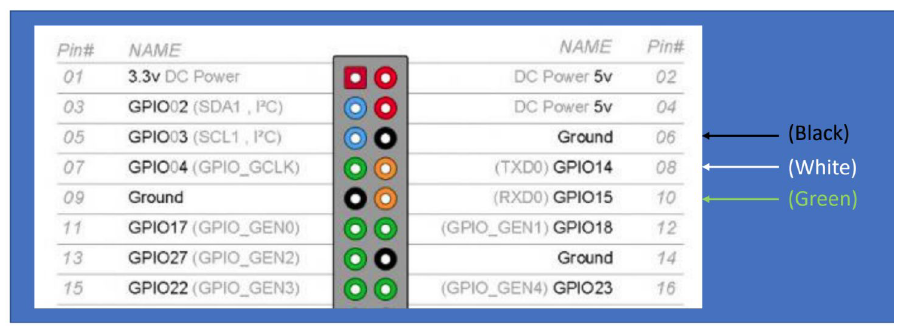 Pin# NAME NAME Pin#
01 3.3v DC Power DC Power 5v 02
03 GPIO02 (SDA1 , I²C) DC Power 5v 04
05 GPIO03 (SCL1 , I²C) Ground 06 (Black)
07 GPIO04 (GPIO_GCLK) (TXD0) GPIO14 08 (White)
09 Ground (RXD0) GPIO15 10 (Green)
11 GPIO17 (GPIO_GEN0) (GPIO_GEN1) GPIO18 12
13 GPIO27 (GPIO_GEN2) Ground 14
15 GPIO22 (GPIO_GEN3) (GPIO_GEN4) GPIO23 16